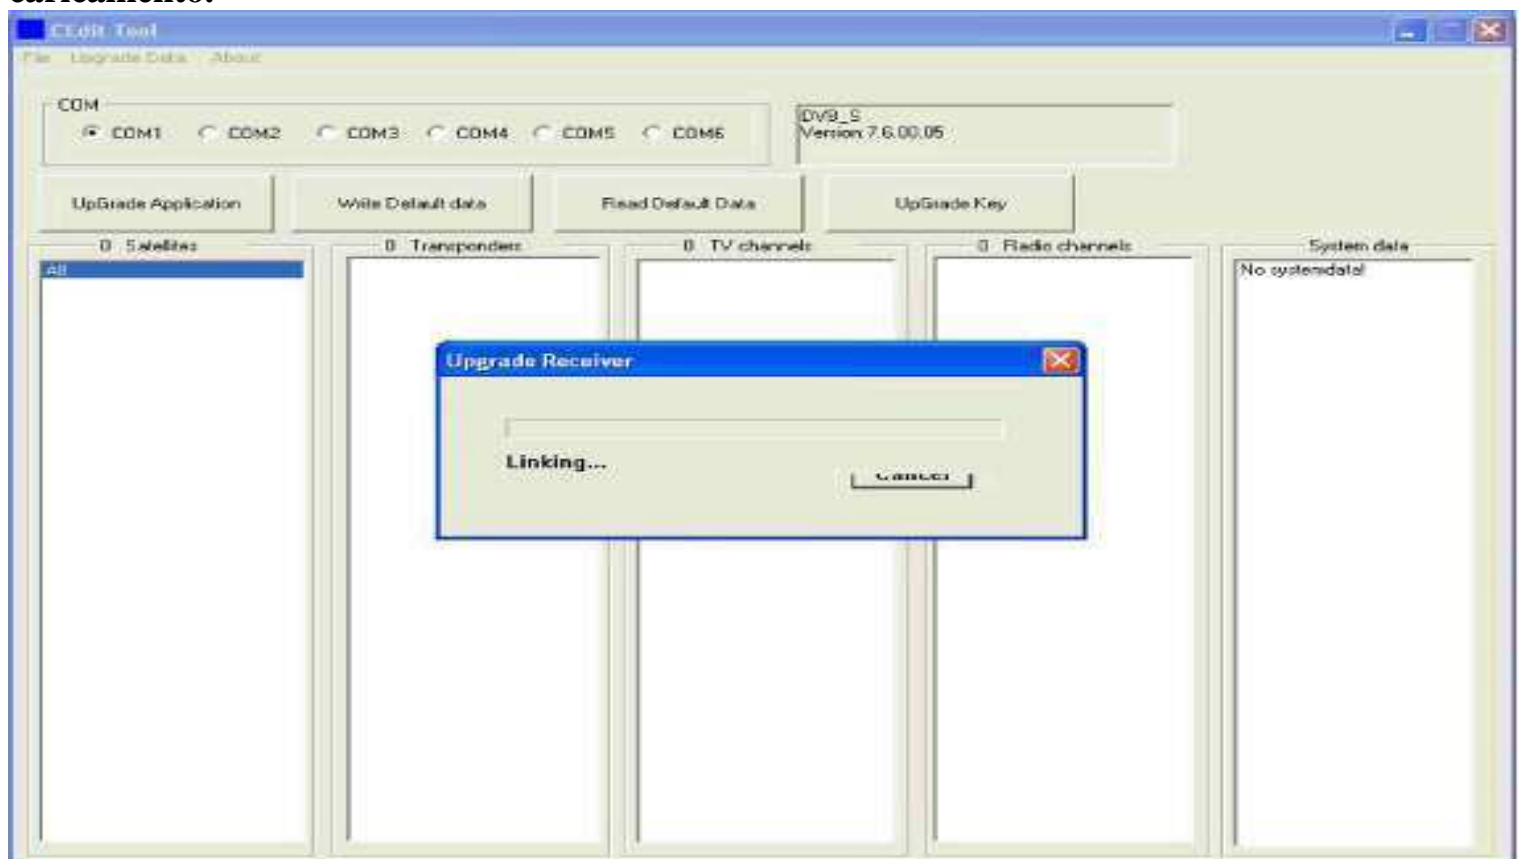 caricamento.
CEdit Tool
File Upgrade Data About
COM
COM1 COM2 COM3 COM4 COM5 COM6
DVB_S
Version 7.6.00.05
UpGrade Application Write Default data Read Default Data UpGrade Key
0 Satellites 0 Transponders 0 TV channels 0 Radio channels System data
All
No systemdata!
Upgrade Receiver
Linking...
Cancel